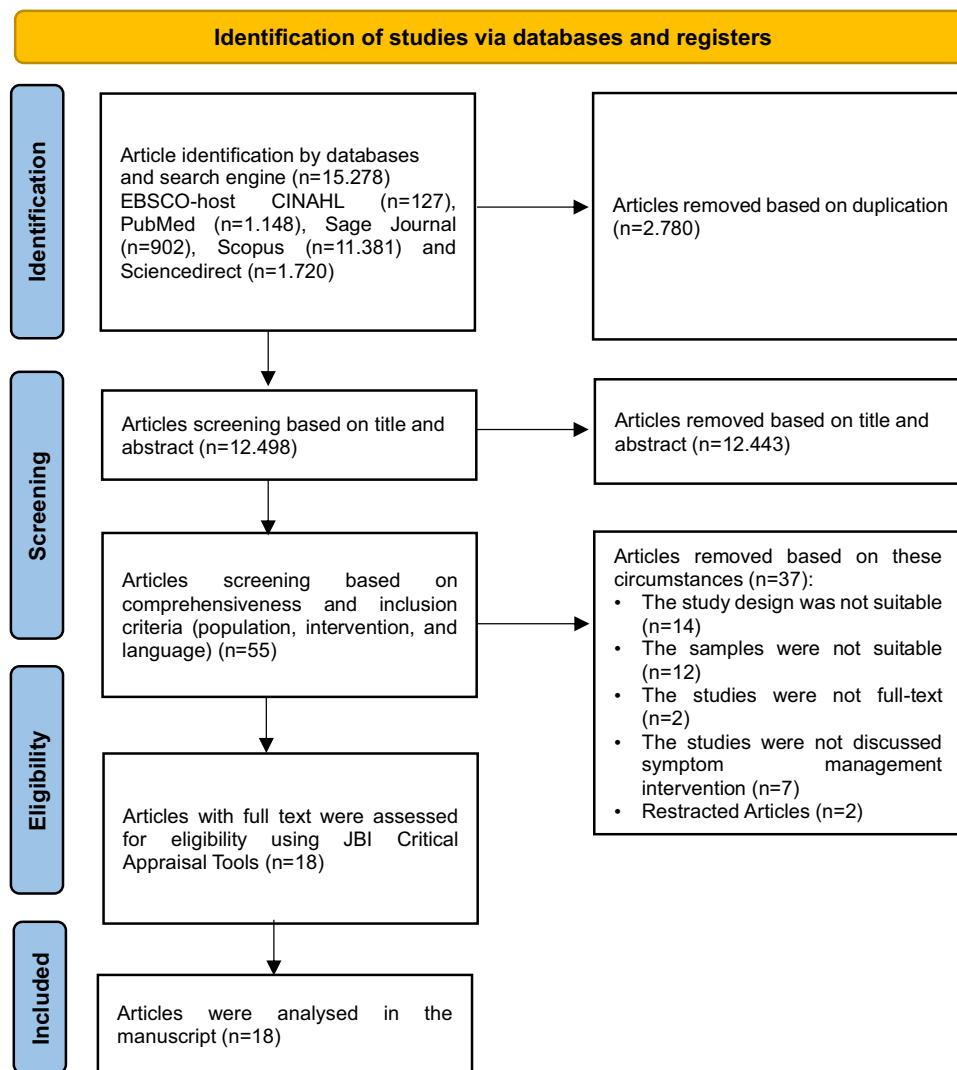 Identification of studies via databases and registers
Identification
Article identification by databases
and search engine (n=15.278)
EBSCO-host CINAHL (n=127),
PubMed (n=1.148), Sage Journal
(n=902), Scopus (n=11.381) and
Sciencedirect (n=1.720)
Articles removed based on duplication
(n=2.780)
Screening
Articles screening based on title and
abstract (n=12.498)
Articles removed based on title and
abstract (n=12.443)
Articles screening based on
comprehensiveness and inclusion
criteria (population, intervention, and
language) (n=55)
Articles removed based on these
circumstances (n=37):
• The study design was not suitable
(n=14)
• The samples were not suitable
(n=12)
• The studies were not full-text
(n=2)
• The studies were not discussed
symptom management
intervention (n=7)
• Restracted Articles (n=2)
Eligibility
Articles with full text were assessed
for eligibility using JBI Critical
Appraisal Tools (n=18)
Included
Articles were analysed in the
manuscript (n=18)